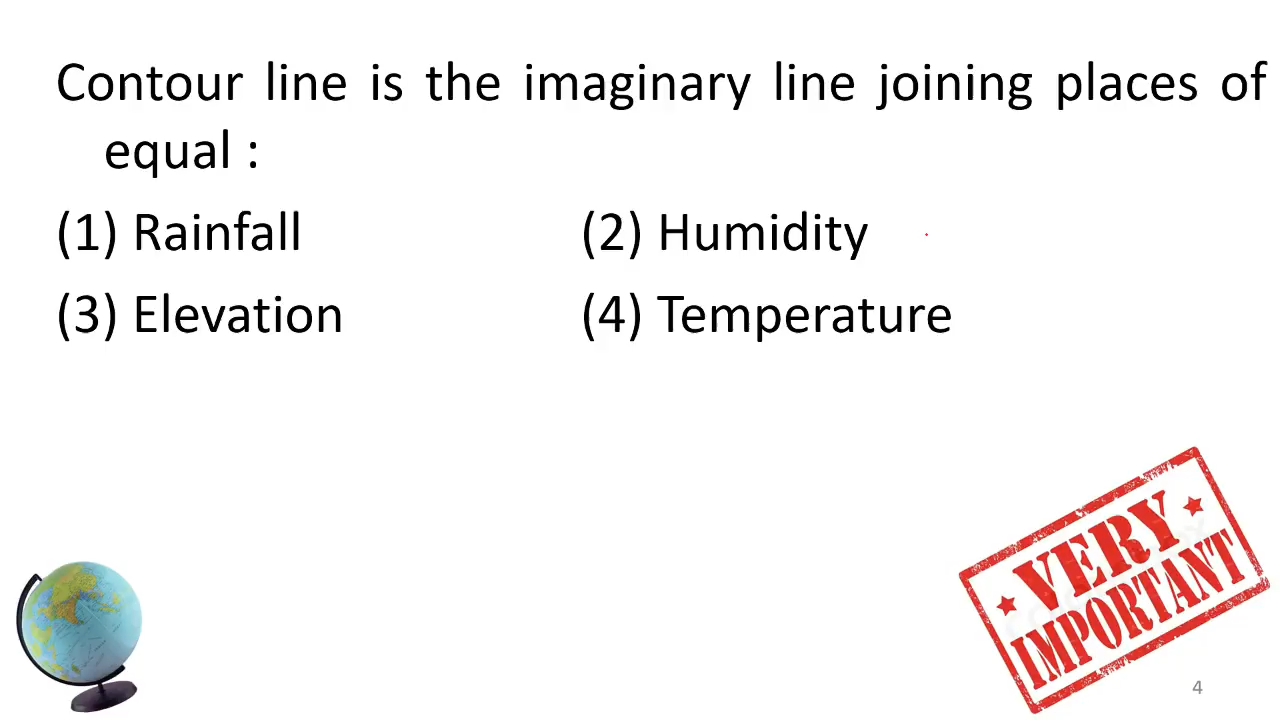 Contour line is the imaginary line joining places of
equal :
(1) Rainfall (2) Humidity
(3) Elevation (4) Temperature
VERY
IMPORTANT
4